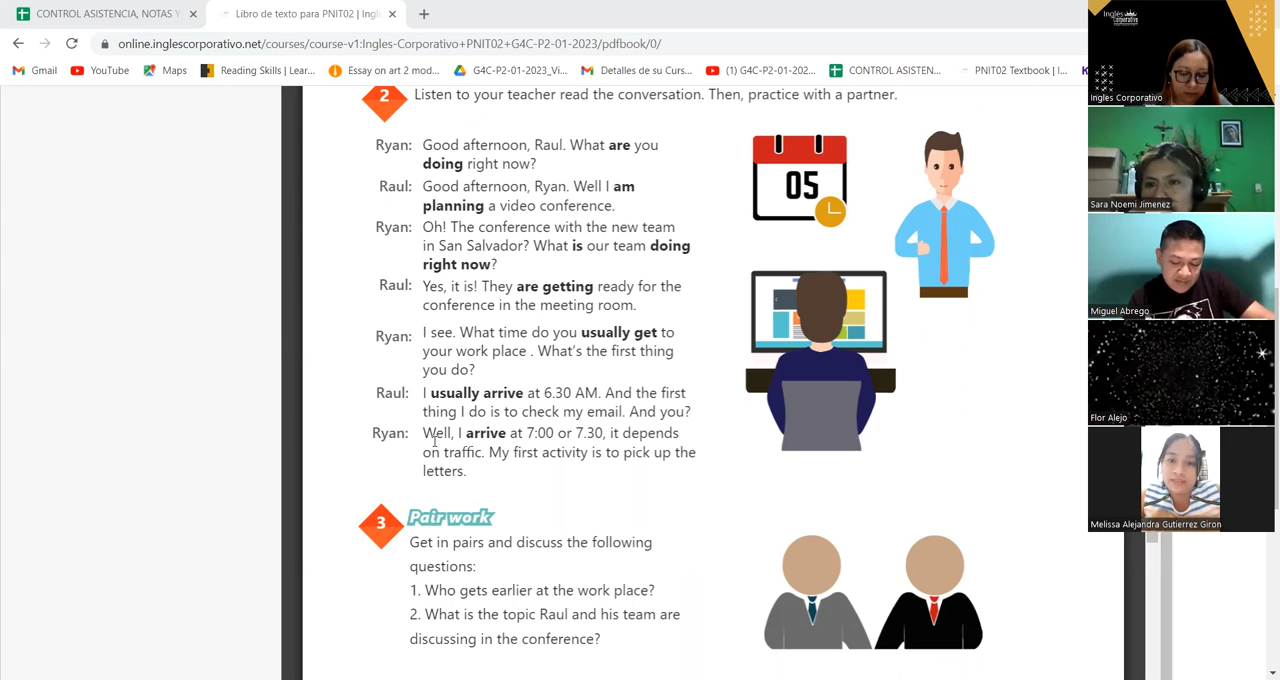 CONTROL ASISTENCIA, NOTAS Y
Libro de texto para PNIT02 | Ingl
online.inglescorporativo.net/courses/course-v1:Ingles-Corporativo+PNIT02+G4C-P2-01-2023/pdfbook/0/
Gmail YouTube Maps Reading Skills | Lear... Essay on art 2 mod... G4C-P2-01-2023_Vi... Detalles de su Curs... (1) G4C-P2-01-202... CONTROL ASISTEN... PNIT02 Textbook | I...
2 Listen to your teacher read the conversation. Then, practice with a partner.
Ryan: Good afternoon, Raul. What are you
doing right now?
Raul: Good afternoon, Ryan. Well I am
planning a video conference.
Ryan: Oh! The conference with the new team
in San Salvador? What is our team doing
right now?
Raul: Yes, it is! They are getting ready for the
conference in the meeting room.
Ryan: I see. What time do you usually get to
your work place . What's the first thing
you do?
Raul: I usually arrive at 6.30 AM. And the first
thing I do is to check my email. And you?
Ryan: Well, I arrive at 7:00 or 7.30, it depends
on traffic. My first activity is to pick up the
letters.
05
3 Pair work
Get in pairs and discuss the following
questions:
1. Who gets earlier at the work place?
2. What is the topic Raul and his team are
discussing in the conference?
Inglés
Corporativo
Ingles Corporativo
Sara Noemi Jimenez
Miguel Abrego
Flor Alejo
Melissa Alejandra Gutierrez Giron